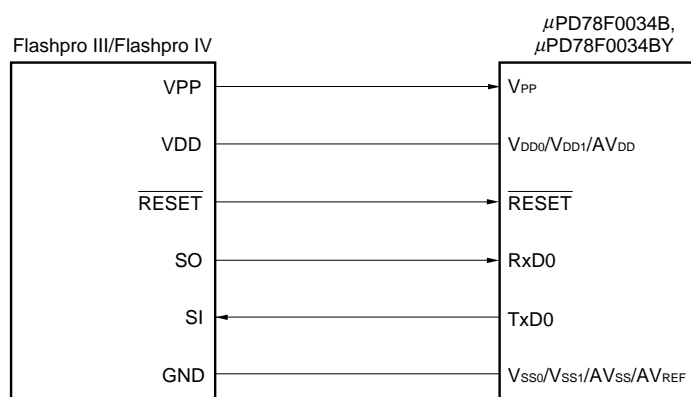 μPD78F0034B,
Flashpro III/Flashpro IV
μPD78F0034BY
VPP VPP
VDD VDD0/VDD1/AVDD
RESET RESET
SO RxD0
SI TxD0
GND VSS0/VSS1/AVSS/AVREF